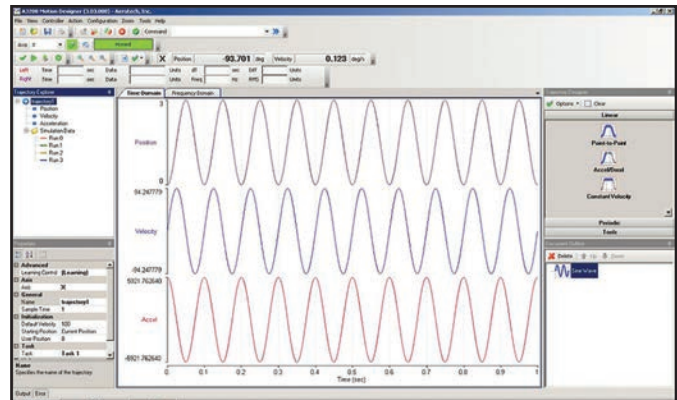 A3200 Motion Designer (3.03.000) - Aerotech, Inc.
File View Controller Action Configuration Zoom Tools Help
Command
Axis: X
X Position -93.701 deg Velocity 0.123 deg/s
Left Time sec Data Units dT sec Diff Units
Right Time sec Data Units Freq Hz RMS Units
Trajectory Explorer
trajectory1
Position
Velocity
Acceleration
Simulation Data
Run:0
Run:1
Run:2
Run:3
Properties
Advanced
Learning Control (Learning)
Axis
Axis X
General
Name trajectory1
Sample Time 1
Initialization
Default Velocity 100
Starting Position Current Position
User Position 0
Task
Task Task 1
Name
Specifies the name of the trajectory
Output Error
Time Domain Frequency Domain
3
Position
0
94.247779
Velocity
-94.247779
5921.762640
Accel
-5921.762640
0 0.1 0.2 0.3 0.4 0.5 0.6 0.7 0.8 0.9 1
Time (sec)
Trajectory Designer
Options Clear
Linear
Point-to-Point
Accel/Decel
Constant Velocity
Periodic
Tools
Document Outline
Delete Up Down
Sine Wave